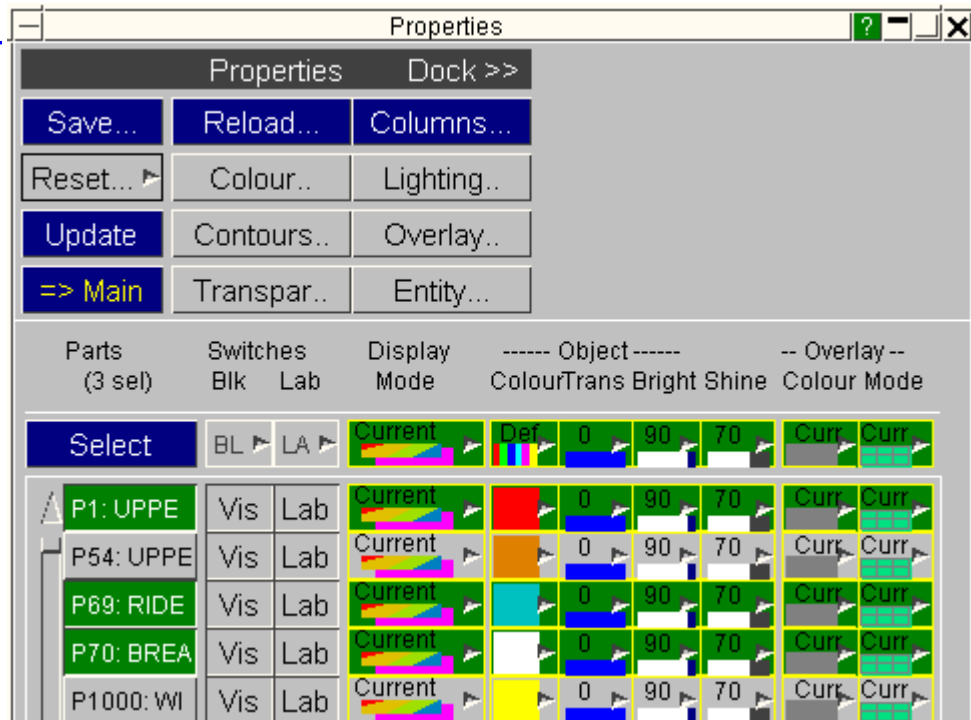 Properties ?
Properties Dock >>
Save... Reload... Columns...
Reset... Colour.. Lighting..
Update Contours.. Overlay..
=> Main Transpar.. Entity...
Parts Switches Display ------ Object ------ -- Overlay --
(3 sel) Blk Lab Mode Colour Trans Bright Shine Colour Mode
Select BL LA Current Def 0 90 70 Curr Curr
P1: UPPE Vis Lab Current 0 90 70 Curr Curr
P54: UPPE Vis Lab Current 0 90 70 Curr Curr
P69: RIDE Vis Lab Current 0 90 70 Curr Curr
P70: BREA Vis Lab Current 0 90 70 Curr Curr
P1000: WI Vis Lab Current 0 90 70 Curr Curr